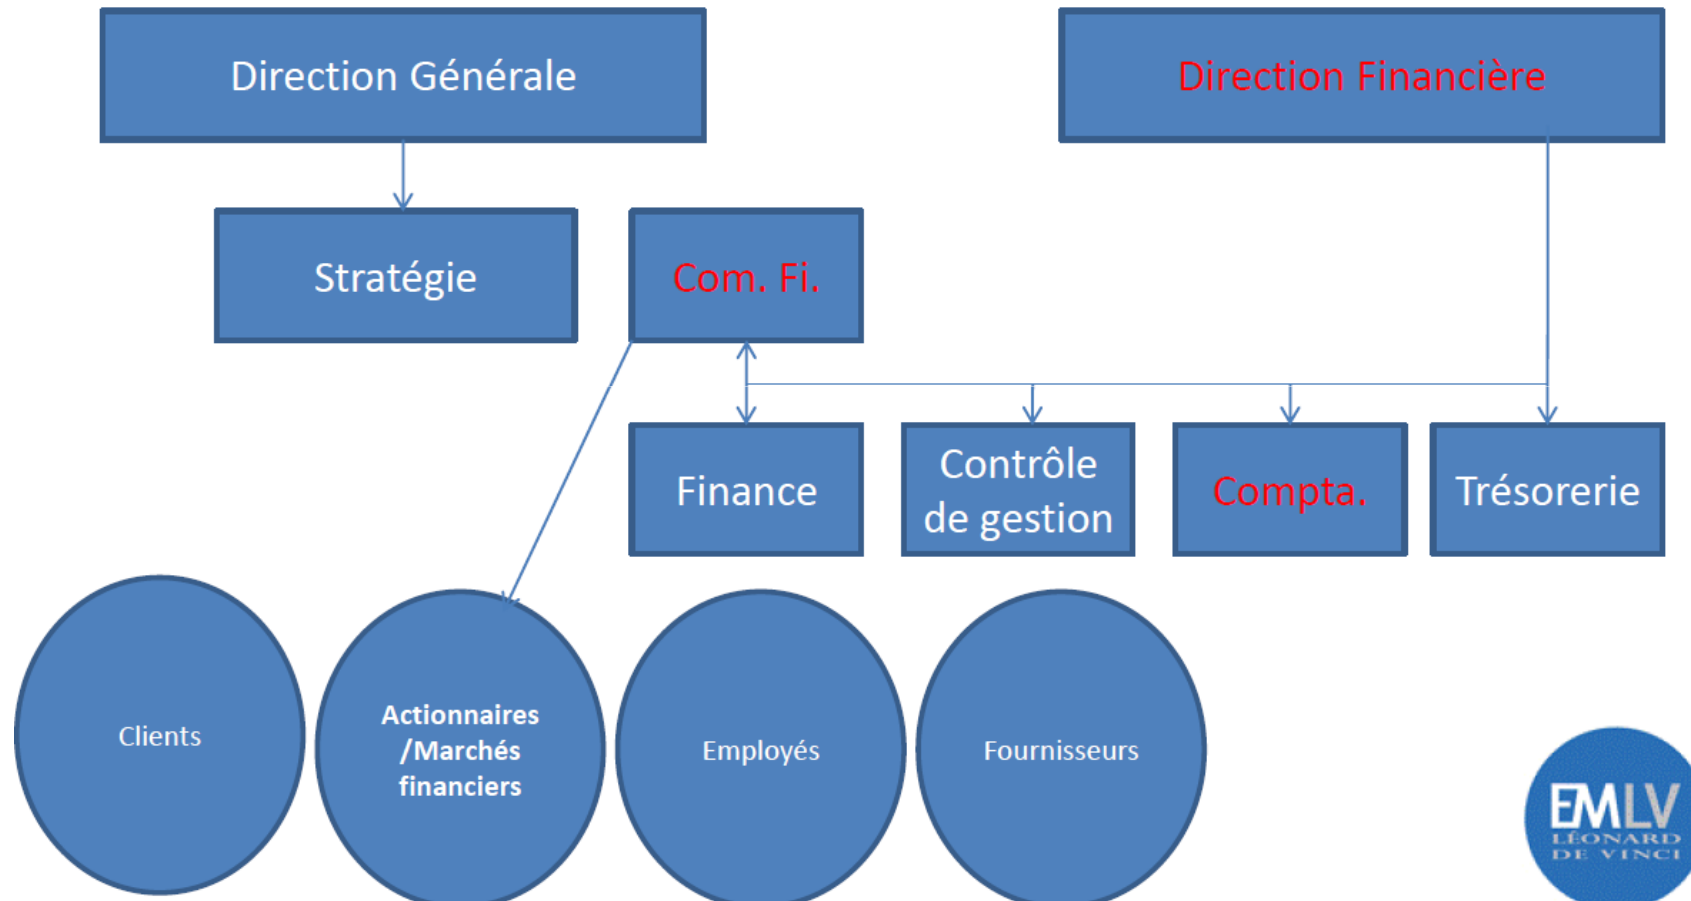 Direction Générale
Direction Financière
Stratégie
Com. Fi.
Finance
Contrôle
de gestion
Compta.
Trésorerie
Clients
Actionnaires
/Marchés
financiers
Employés
Fournisseurs
EMLV
LÉONARD
DE VINCI